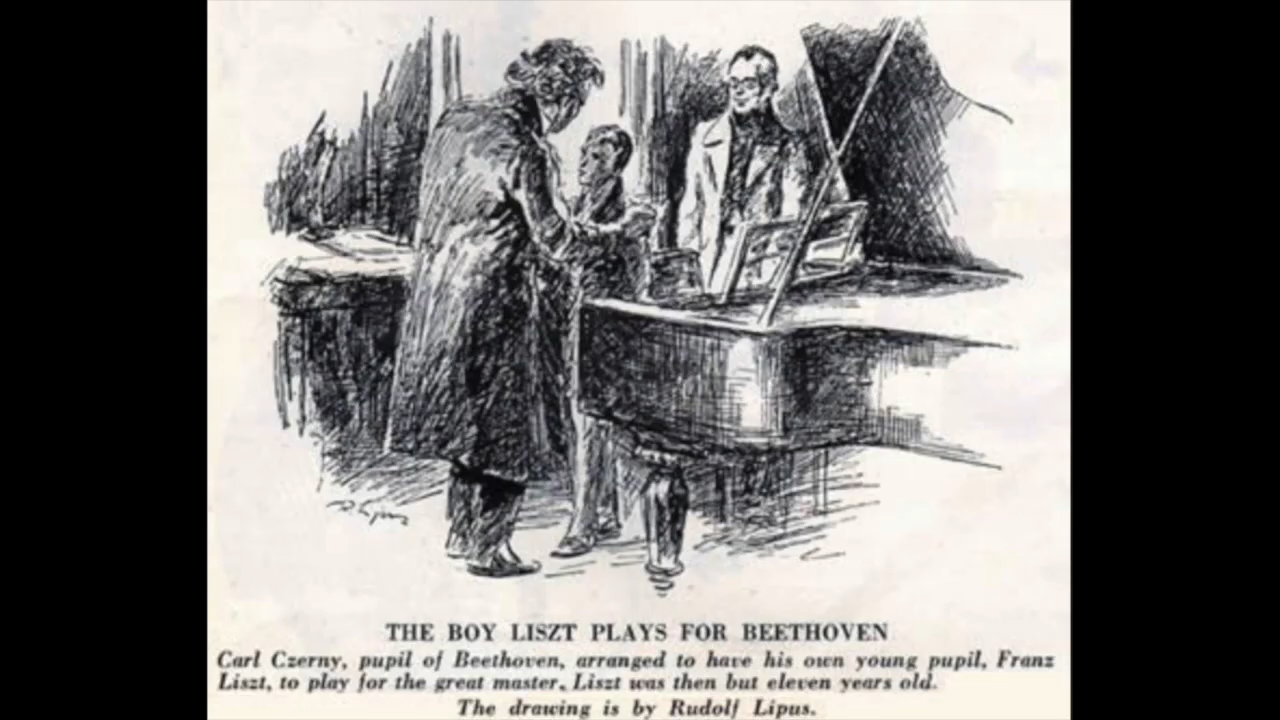 THE BOY LISZT PLAYS FOR BEETHOVEN
Carl Czerny, pupil of Beethoven, arranged to have his own young pupil, Franz
Liszt, to play for the great master. Liszt was then but eleven years old.
The drawing is by Rudolf Lipus.